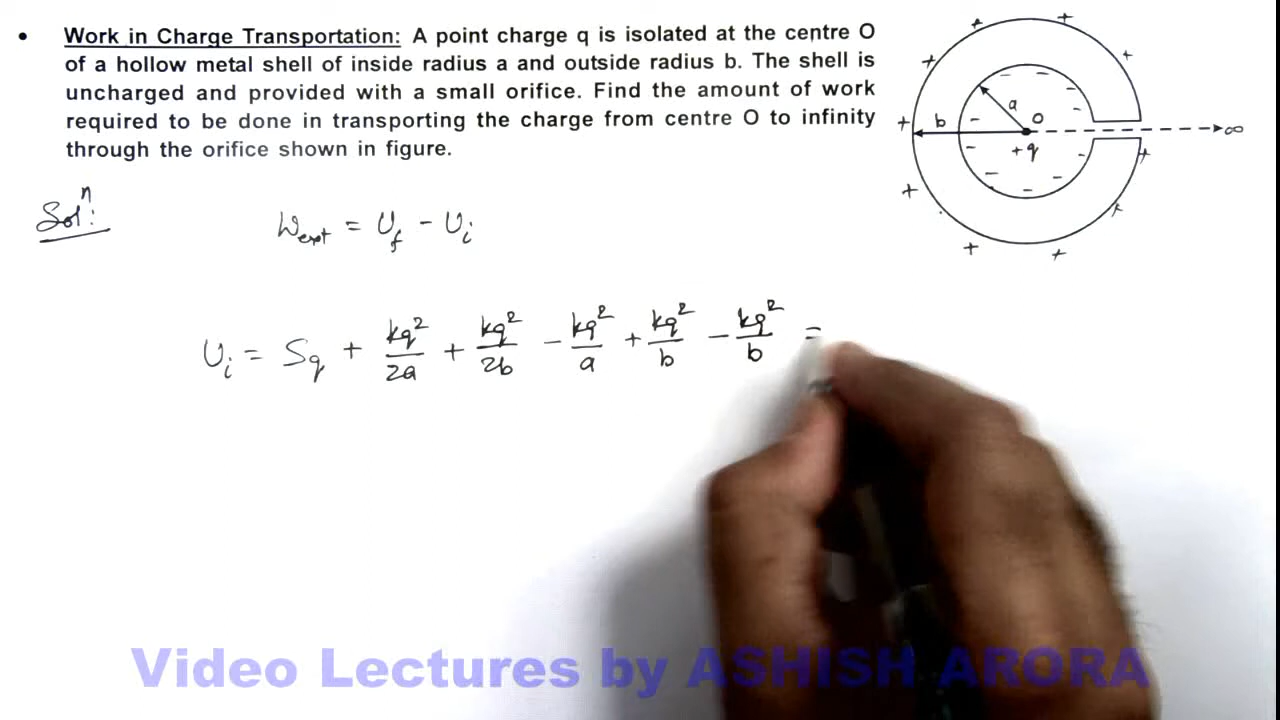 • Work in Charge Transportation: A point charge q is isolated at the centre O
of a hollow metal shell of inside radius a and outside radius b. The shell is
uncharged and provided with a small orifice. Find the amount of work
required to be done in transporting the charge from centre O to infinity
through the orifice shown in figure.
a
O
b
+q
∞
Solⁿ:
W_ext = U_f - U_i
U_i = S_q + kq²/2a + kq²/2b - kq²/a + kq²/b - kq²/b =
Video Lectures by ASHISH ARORA